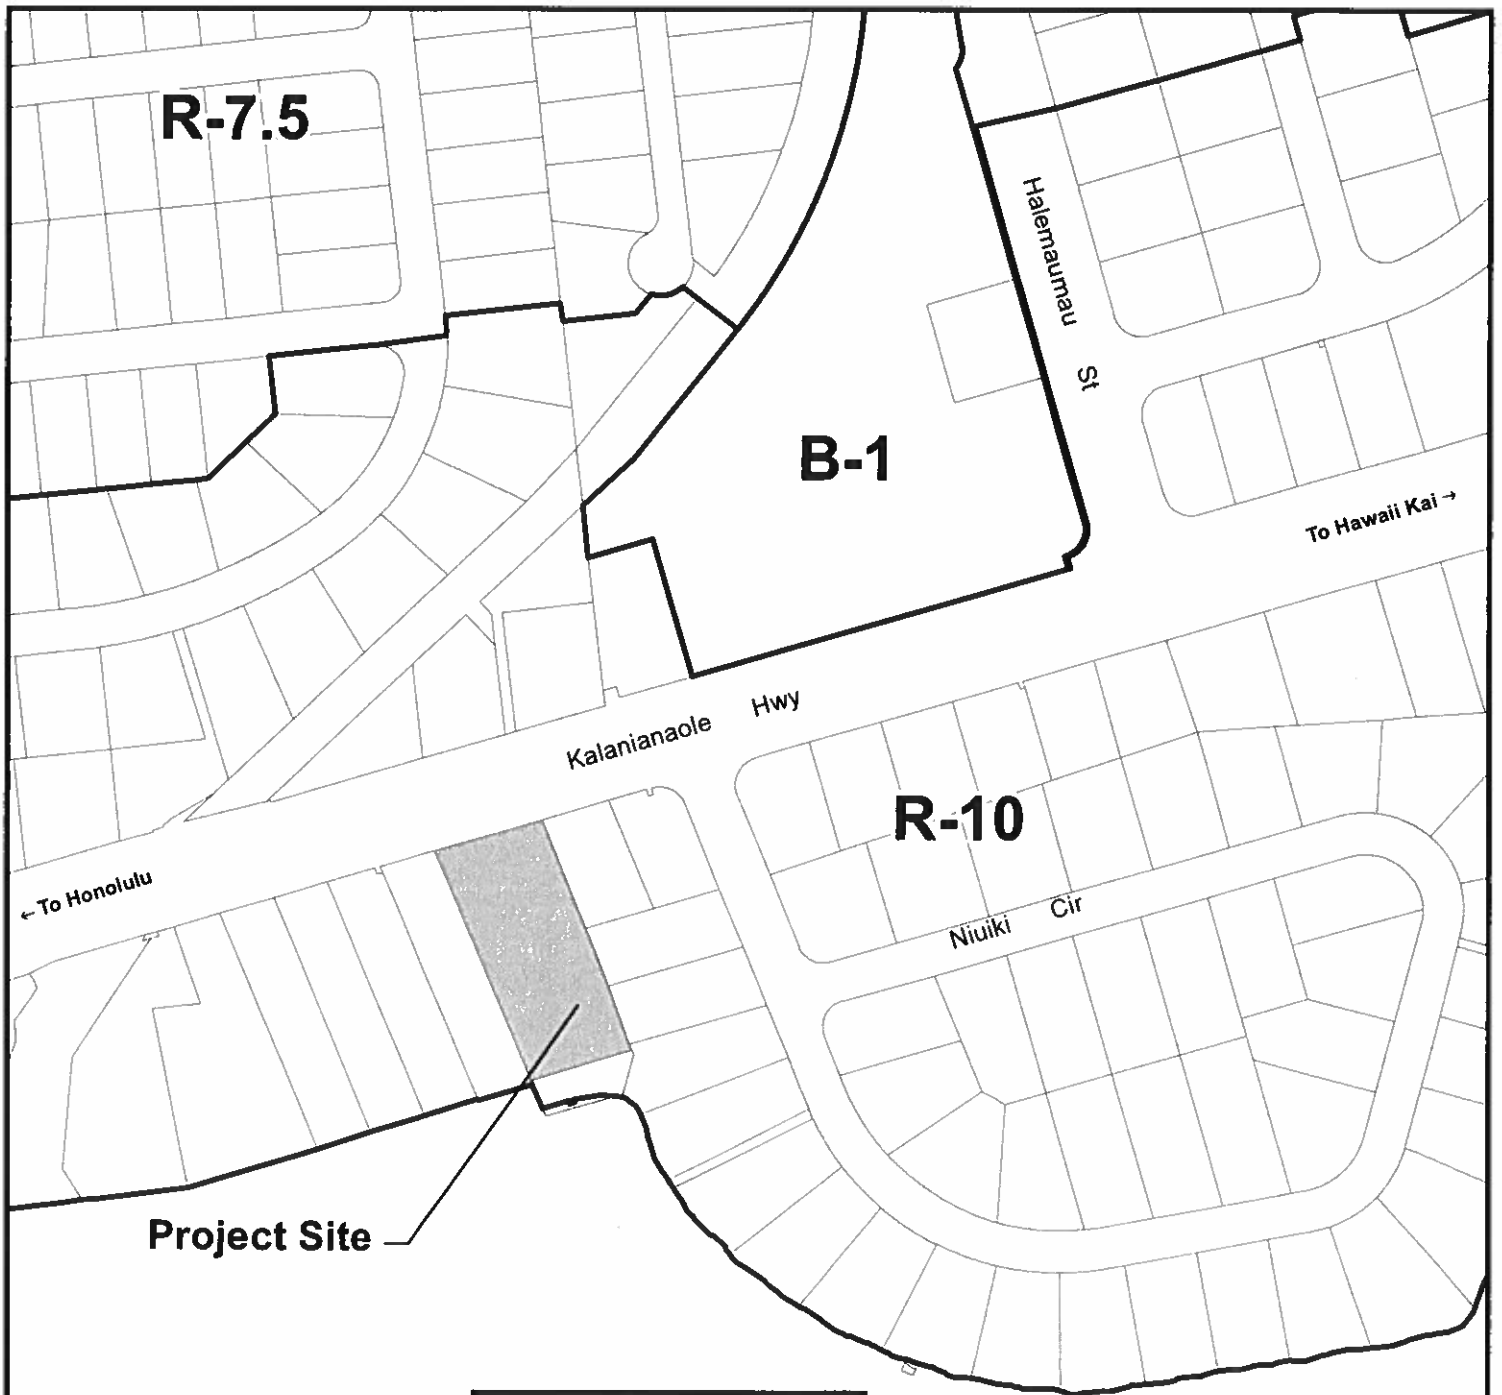 R-7.5
Halemaumau St
B-1
To Hawaii Kai →
Kalanianaole Hwy
R-10
← To Honolulu
Niuiki Cir
Project Site